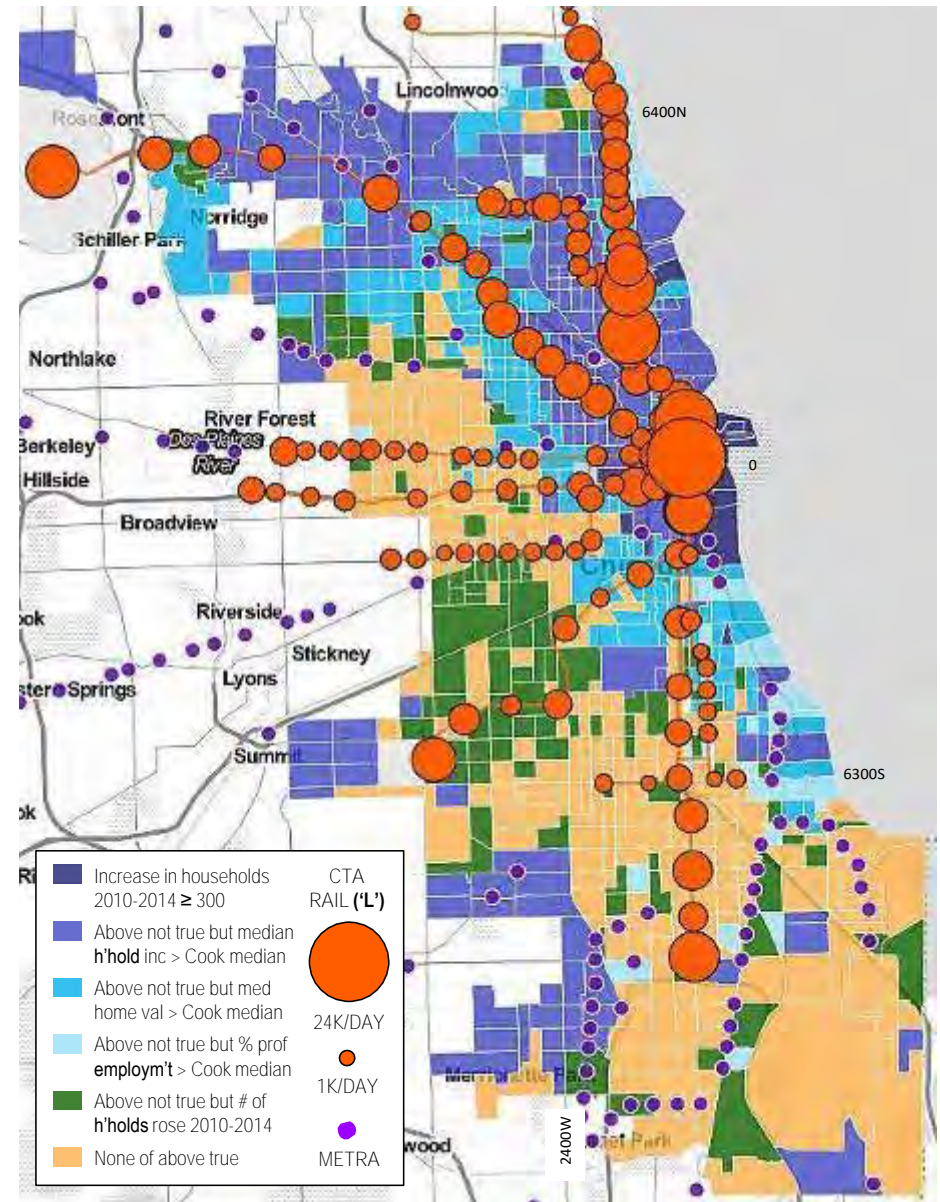 Lincolnwood
6400N
Rosemont
Norridge
Schiller Park
Northlake
River Forest
Des Plaines
River
Berkeley
Hillside
0
Broadview
Riverside
Stickney
Lyons
Springs
Summit
6300S
Increase in households
2010-2014 ≥ 300
Above not true but median
h'hold inc > Cook median
Above not true but med
home val > Cook median
Above not true but % prof
employm't > Cook median
Above not true but # of
h'holds rose 2010-2014
None of above true
CTA
RAIL ('L')
24K/DAY
1K/DAY
METRA
Merrionette Park
2400W
wood